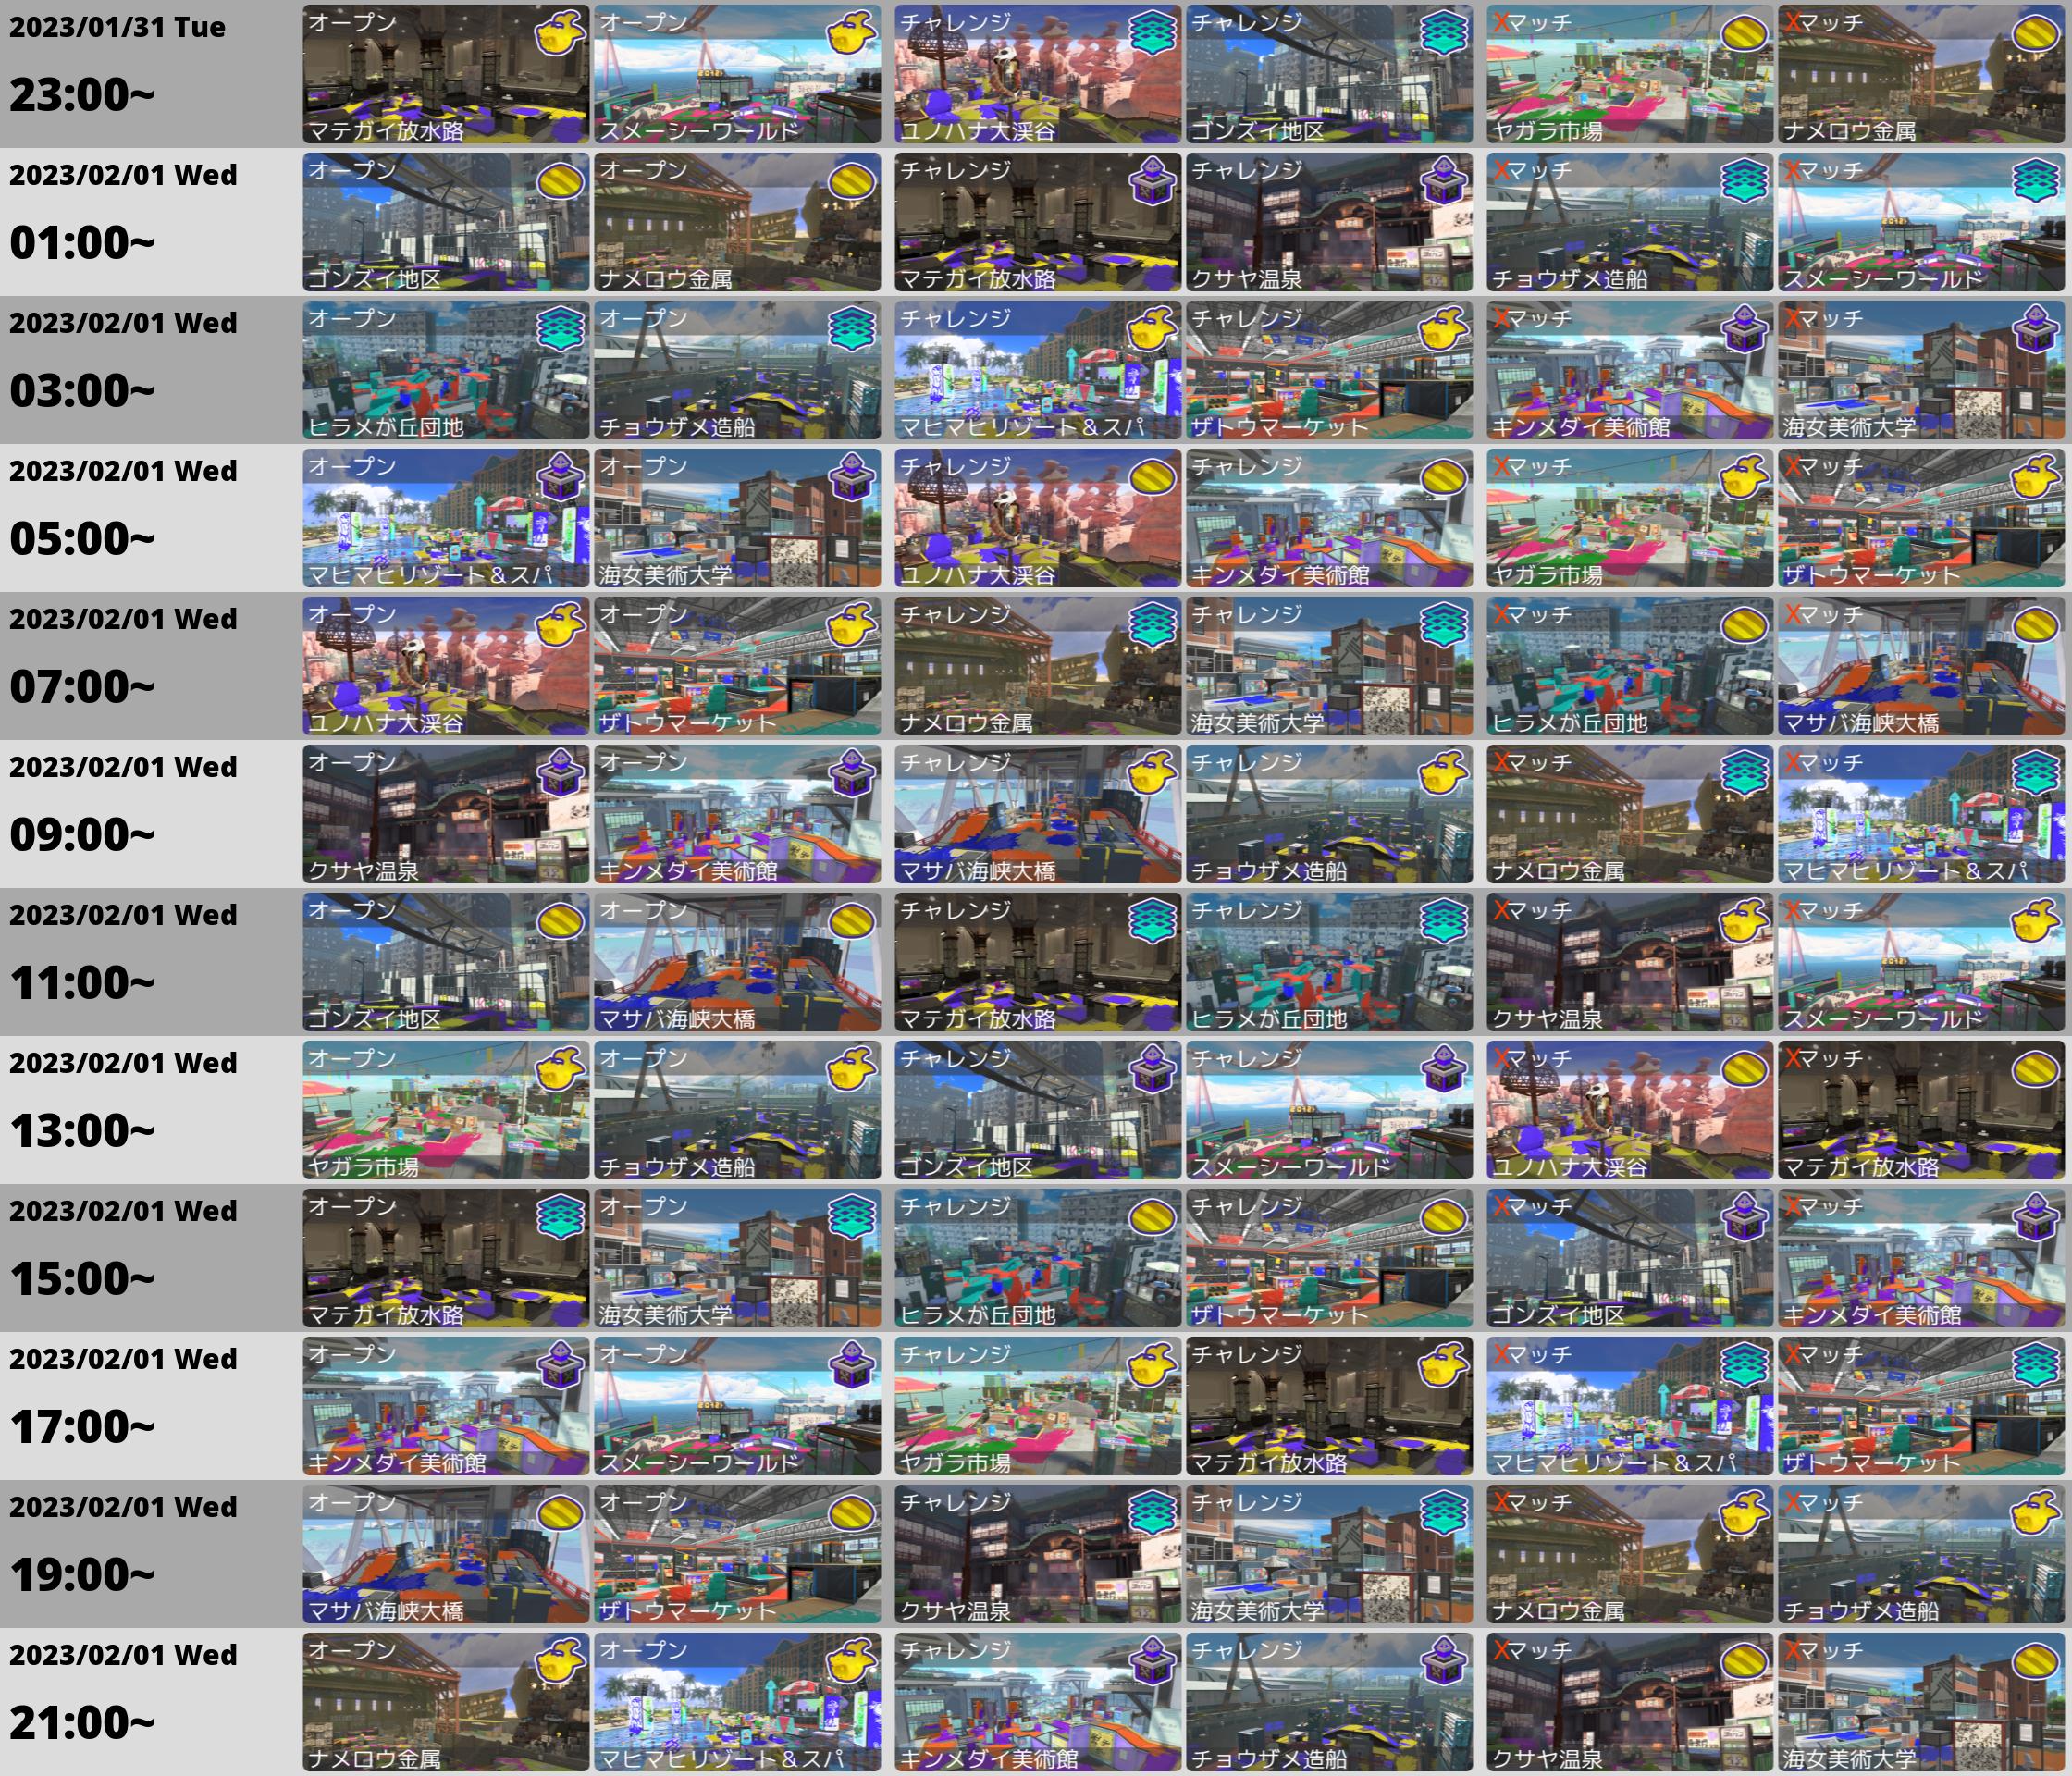 2023/01/31 Tue
23:00~
オープン オープン チャレンジ チャレンジ Xマッチ Xマッチ
マテガイ放水路 スメーシーワールド ユノハナ大渓谷 ゴンズイ地区 ヤガラ市場 ナメロウ金属
2023/02/01 Wed
01:00~
オープン オープン チャレンジ チャレンジ Xマッチ Xマッチ
ゴンズイ地区 ナメロウ金属 マテガイ放水路 クサヤ温泉 チョウザメ造船 スメーシーワールド
2023/02/01 Wed
03:00~
オープン オープン チャレンジ チャレンジ Xマッチ Xマッチ
ヒラメが丘団地 チョウザメ造船 マヒマヒリゾート&スパ ザトウマーケット キンメダイ美術館 海女美術大学
2023/02/01 Wed
05:00~
オープン オープン チャレンジ チャレンジ Xマッチ Xマッチ
マヒマヒリゾート&スパ 海女美術大学 ユノハナ大渓谷 キンメダイ美術館 ヤガラ市場 ザトウマーケット
2023/02/01 Wed
07:00~
オープン オープン チャレンジ チャレンジ Xマッチ Xマッチ
ユノハナ大渓谷 ザトウマーケット ナメロウ金属 海女美術大学 ヒラメが丘団地 マサバ海峡大橋
2023/02/01 Wed
09:00~
オープン オープン チャレンジ チャレンジ Xマッチ Xマッチ
クサヤ温泉 キンメダイ美術館 マサバ海峡大橋 チョウザメ造船 ナメロウ金属 マヒマヒリゾート&スパ
2023/02/01 Wed
11:00~
オープン オープン チャレンジ チャレンジ Xマッチ Xマッチ
ゴンズイ地区 マサバ海峡大橋 マテガイ放水路 ヒラメが丘団地 クサヤ温泉 スメーシーワールド
2023/02/01 Wed
13:00~
オープン オープン チャレンジ チャレンジ Xマッチ Xマッチ
ヤガラ市場 チョウザメ造船 ゴンズイ地区 スメーシーワールド ユノハナ大渓谷 マテガイ放水路
2023/02/01 Wed
15:00~
オープン オープン チャレンジ チャレンジ Xマッチ Xマッチ
マテガイ放水路 海女美術大学 ヒラメが丘団地 ザトウマーケット ゴンズイ地区 キンメダイ美術館
2023/02/01 Wed
17:00~
オープン オープン チャレンジ チャレンジ Xマッチ Xマッチ
キンメダイ美術館 スメーシーワールド ヤガラ市場 マテガイ放水路 マヒマヒリゾート&スパ ザトウマーケット
2023/02/01 Wed
19:00~
オープン オープン チャレンジ チャレンジ Xマッチ Xマッチ
マサバ海峡大橋 ザトウマーケット クサヤ温泉 海女美術大学 ナメロウ金属 チョウザメ造船
2023/02/01 Wed
21:00~
オープン オープン チャレンジ チャレンジ Xマッチ Xマッチ
ナメロウ金属 マヒマヒリゾート&スパ キンメダイ美術館 チョウザメ造船 クサヤ温泉 海女美術大学